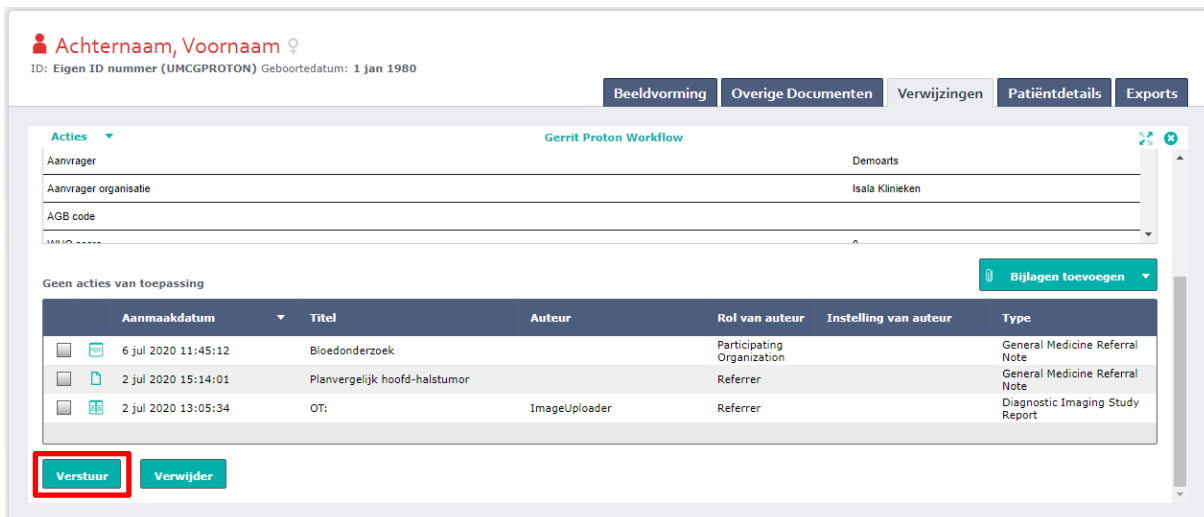 Achternaam, Voornaam ♀
ID: Eigen ID nummer (UMCGPROTON) Geboortedatum: 1 jan 1980
Beeldvorming Overige Documenten Verwijzingen Patiëntdetails Exports
Acties Gerrit Proton Workflow
Aanvrager Demoarts
Aanvrager organisatie Isala Klinieken
AGB code
Bijlagen toevoegen
Geen acties van toepassing
Aanmaakdatum Titel Auteur Rol van auteur Instelling van auteur Type
PDF 6 jul 2020 11:45:12 Bloedonderzoek Participating Organization General Medicine Referral Note
2 jul 2020 15:14:01 Planvergelijk hoofd-halstumor Referrer General Medicine Referral Note
2 jul 2020 13:05:34 OT: ImageUploader Referrer Diagnostic Imaging Study Report
Verstuur Verwijder